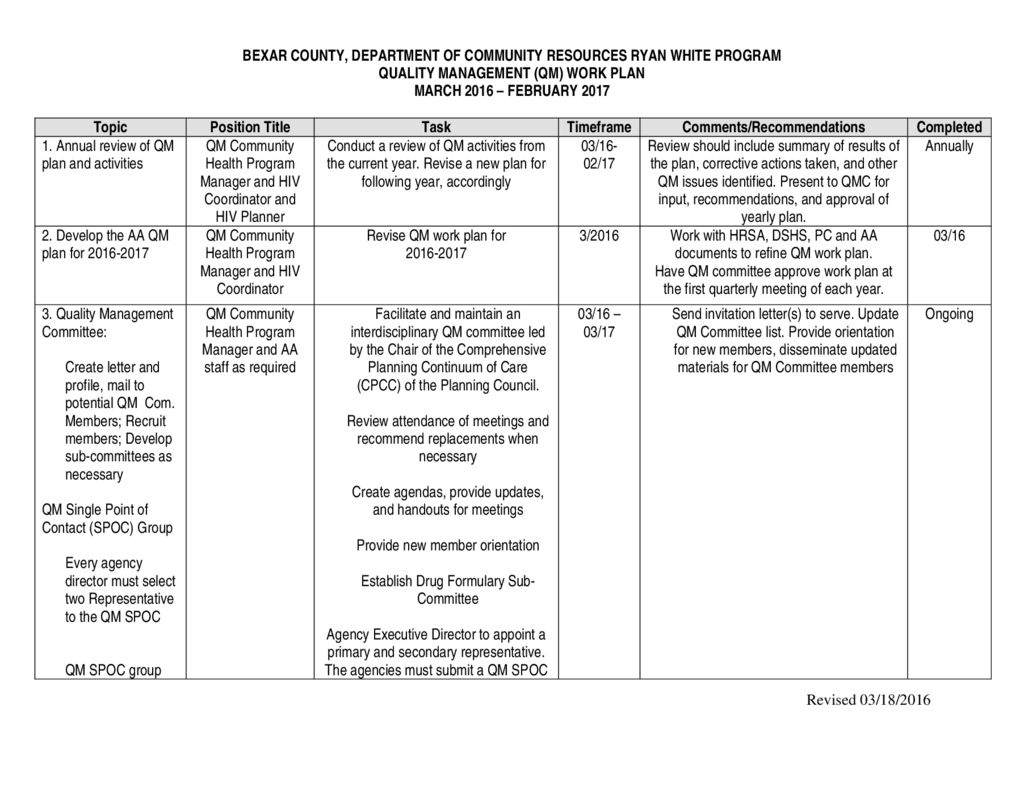 BEXAR COUNTY, DEPARTMENT OF COMMUNITY RESOURCES RYAN WHITE PROGRAM
QUALITY MANAGEMENT (QM) WORK PLAN
MARCH 2016 – FEBRUARY 2017
Topic
Position Title
Task
Timeframe
Comments/Recommendations
Completed
1. Annual review of QM
plan and activities
QM Community
Health Program
Manager and HIV
Coordinator and
HIV Planner
Conduct a review of QM activities from
the current year. Revise a new plan for
following year, accordingly
03/16-
02/17
Review should include summary of results of
the plan, corrective actions taken, and other
QM issues identified. Present to QMC for
input, recommendations, and approval of
yearly plan.
Annually
2. Develop the AA QM
plan for 2016-2017
QM Community
Health Program
Manager and HIV
Coordinator
Revise QM work plan for
2016-2017
3/2016
Work with HRSA, DSHS, PC and AA
documents to refine QM work plan.
Have QM committee approve work plan at
the first quarterly meeting of each year.
03/16
3. Quality Management
Committee:
Create letter and
profile, mail to
potential QM Com.
Members; Recruit
members; Develop
sub-committees as
necessary
QM Single Point of
Contact (SPOC) Group
Every agency
director must select
two Representative
to the QM SPOC
QM SPOC group
QM Community
Health Program
Manager and AA
staff as required
Facilitate and maintain an
interdisciplinary QM committee led
by the Chair of the Comprehensive
Planning Continuum of Care
(CPCC) of the Planning Council.
Review attendance of meetings and
recommend replacements when
necessary
Create agendas, provide updates,
and handouts for meetings
Provide new member orientation
Establish Drug Formulary Sub-
Committee
Agency Executive Director to appoint a
primary and secondary representative.
The agencies must submit a QM SPOC
03/16 –
03/17
Send invitation letter(s) to serve. Update
QM Committee list. Provide orientation
for new members, disseminate updated
materials for QM Committee members
Ongoing
Revised 03/18/2016